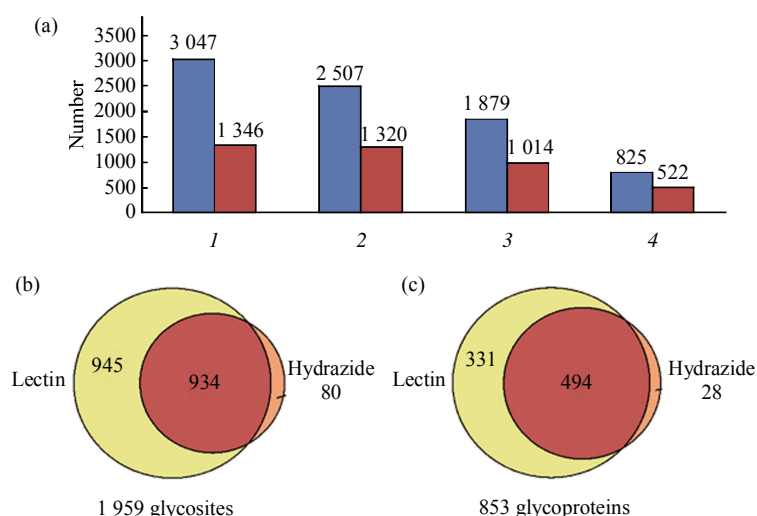 (a)
Number
3500
3000
2500
2000
1500
1000
500
0
3 047
1 346
2 507
1 320
1 879
1 014
825
522
1
2
3
4
(b)
Lectin
945
934
Hydrazide
80
1 959 glycosites
(c)
Lectin
331
494
Hydrazide
28
853 glycoproteins